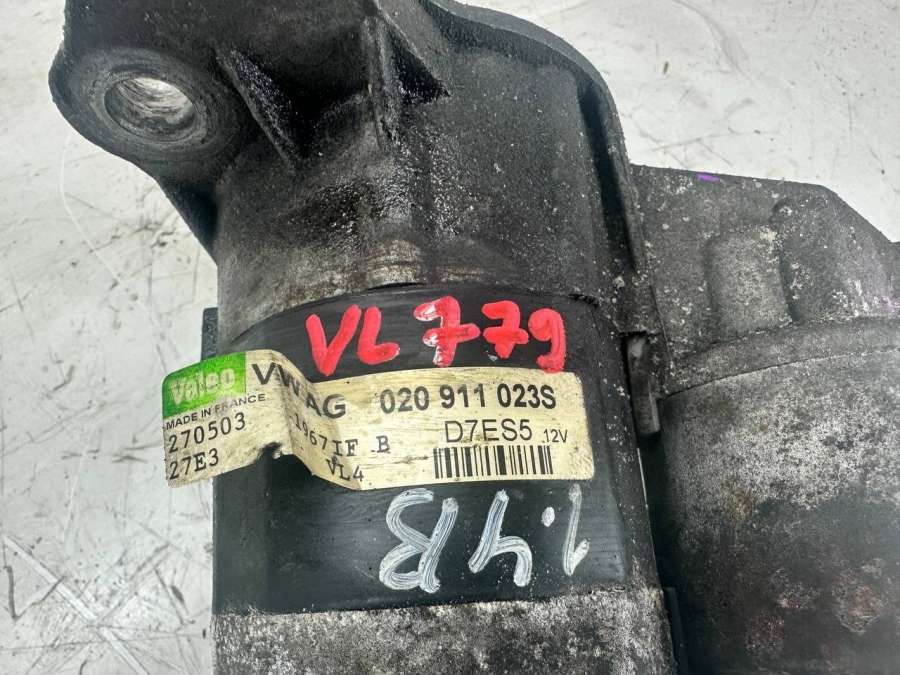 VL 779
Valeo VW AG 020 911 023S
MADE IN FRANCE
270503 1967IF B D7ES5 12V
27E3 VL4
1.4 B